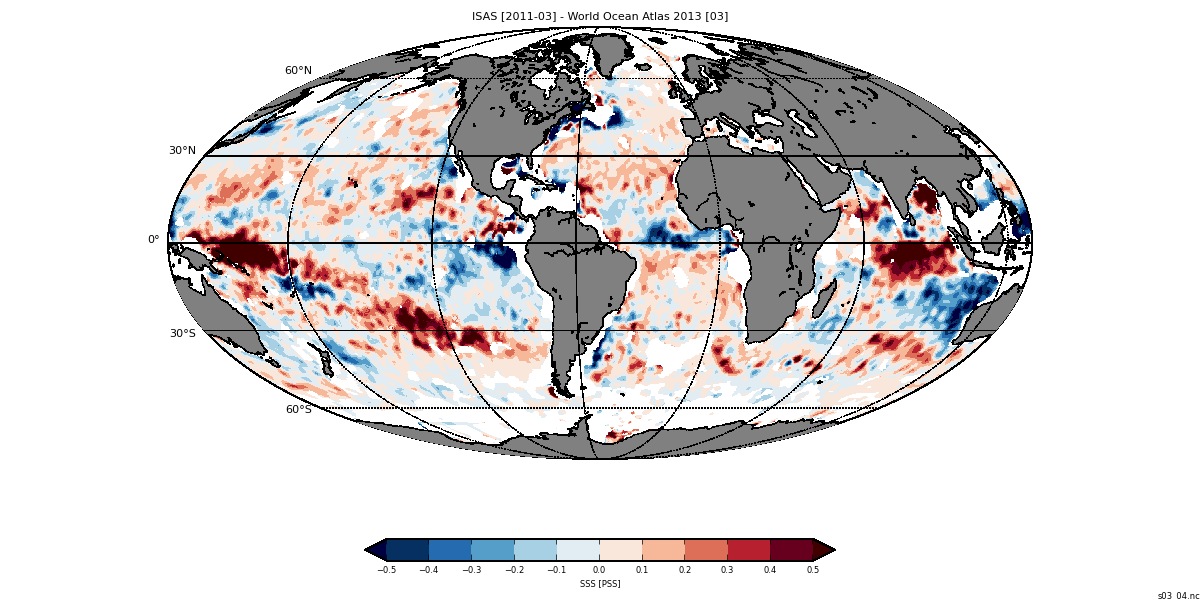 ISAS [2011-03] - World Ocean Atlas 2013 [03]
60°N
30°N
0°
30°S
60°S
−0.5 −0.4 −0.3 −0.2 −0.1 0.0 0.1 0.2 0.3 0.4 0.5
SSS [PSS]
s03_04.nc